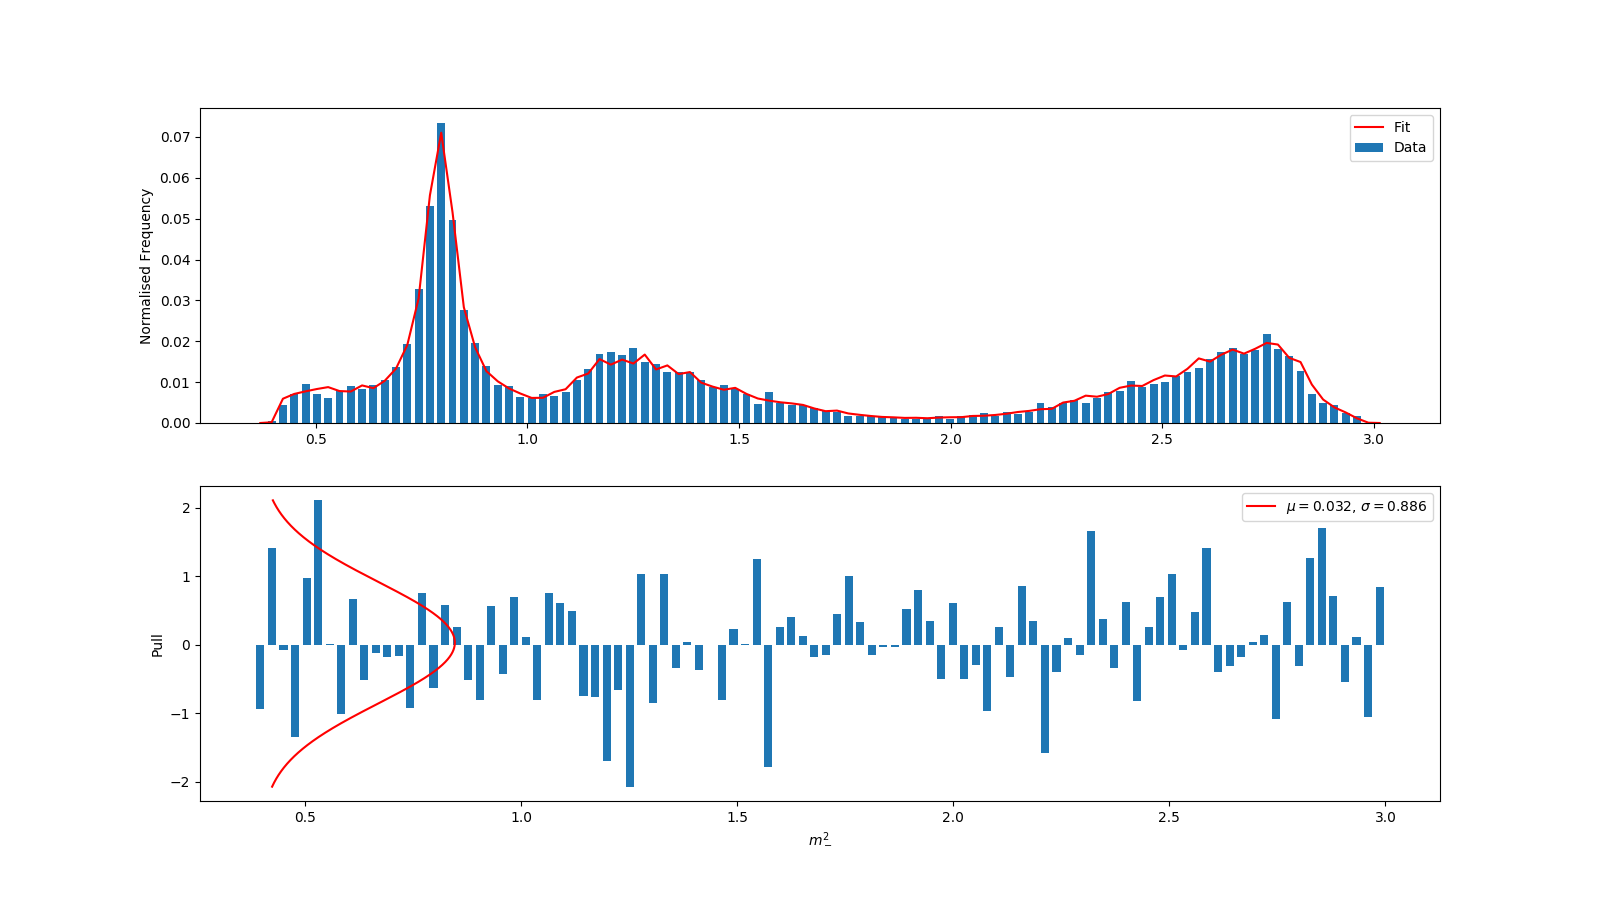 Normalised Frequency
0.07
0.06
0.05
0.04
0.03
0.02
0.01
0.00
0.5 1.0 1.5 2.0 2.5 3.0
Fit
Data
Pull
2
1
0
−1
−2
μ = 0.032, σ = 0.886
0.5 1.0 1.5 2.0 2.5 3.0
m²₋